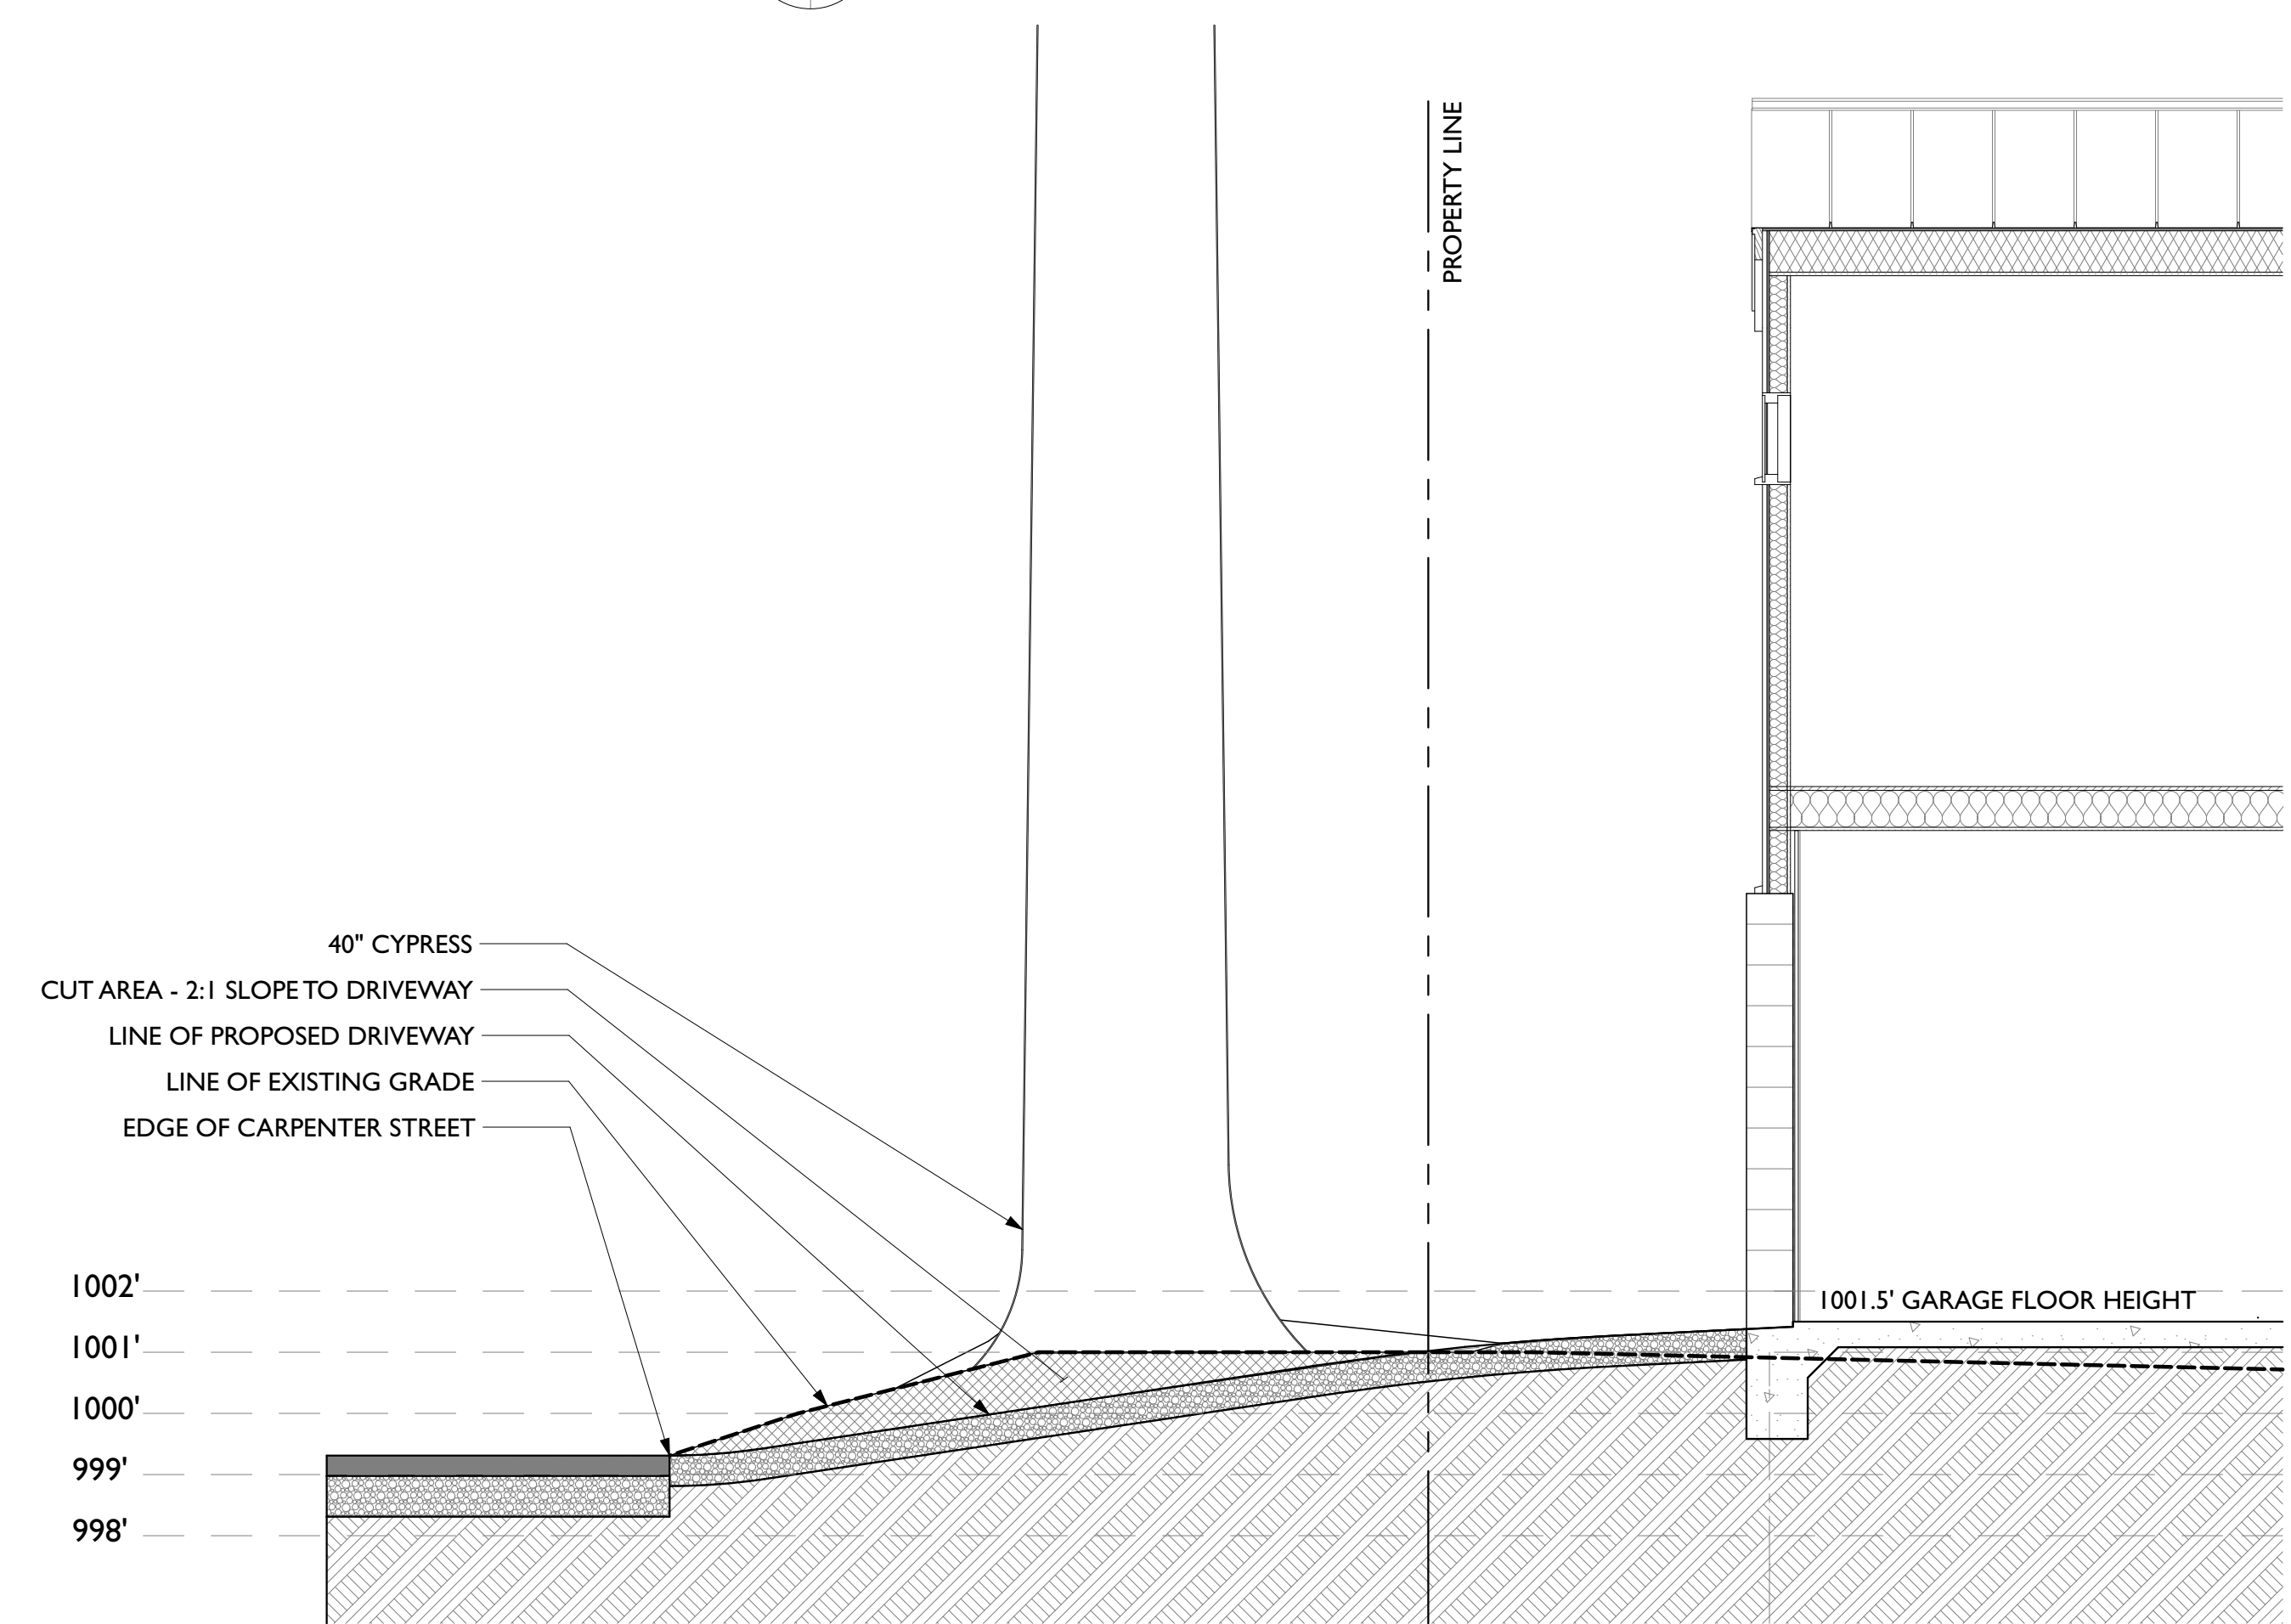 PROPERTY LINE
40" CYPRESS
CUT AREA - 2:1 SLOPE TO DRIVEWAY
LINE OF PROPOSED DRIVEWAY
LINE OF EXISTING GRADE
EDGE OF CARPENTER STREET
1002'
1001.5' GARAGE FLOOR HEIGHT
1001'
1000'
999'
998'